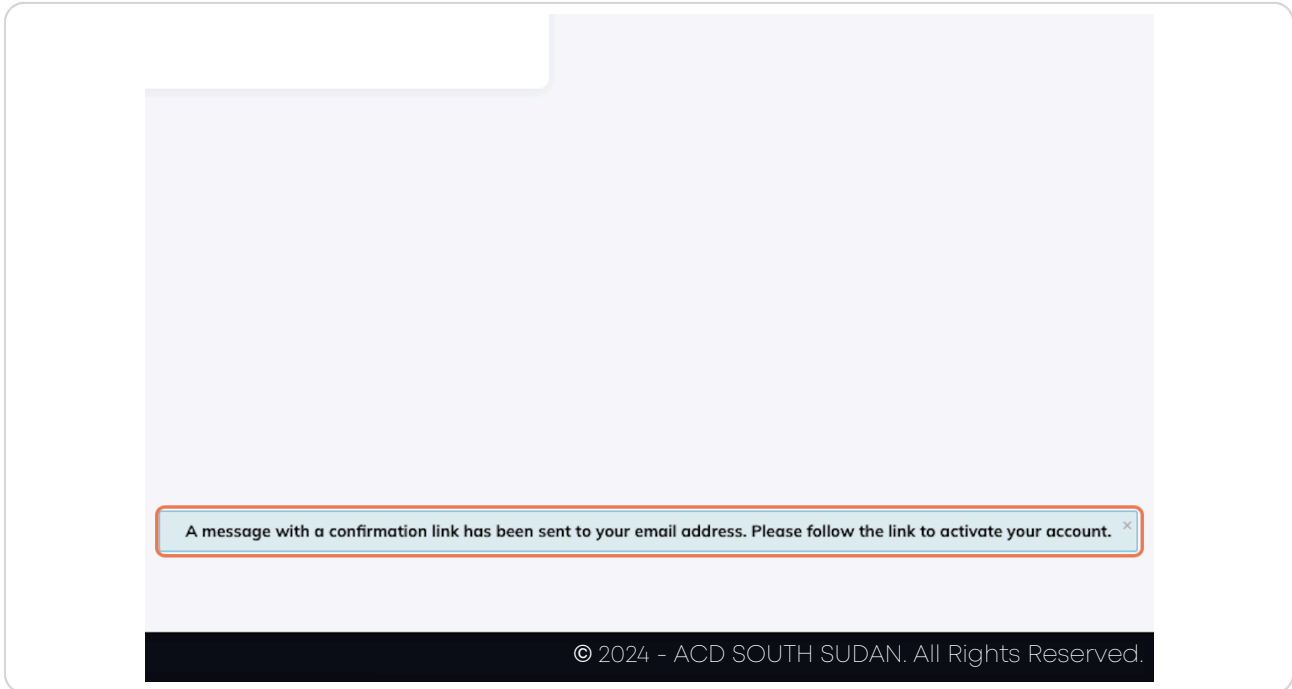 A message with a confirmation link has been sent to your email address. Please follow the link to activate your account. ×
© 2024 - ACD SOUTH SUDAN. All Rights Reserved.